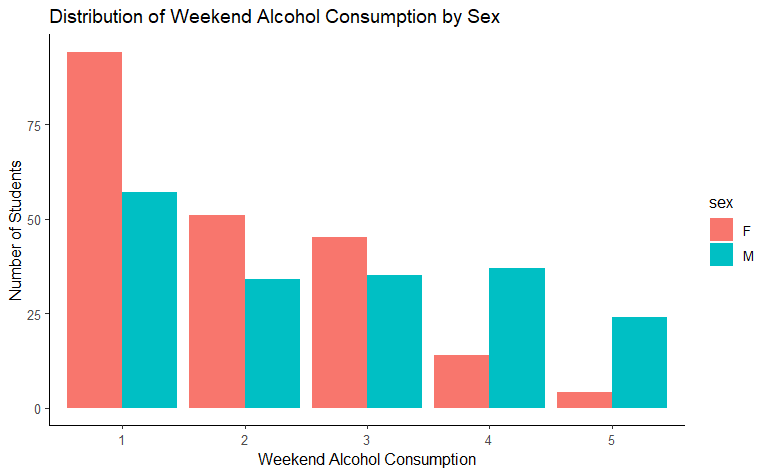 Distribution of Weekend Alcohol Consumption by Sex
Number of Students
75
50
25
0
1 2 3 4 5
Weekend Alcohol Consumption
sex
F
M